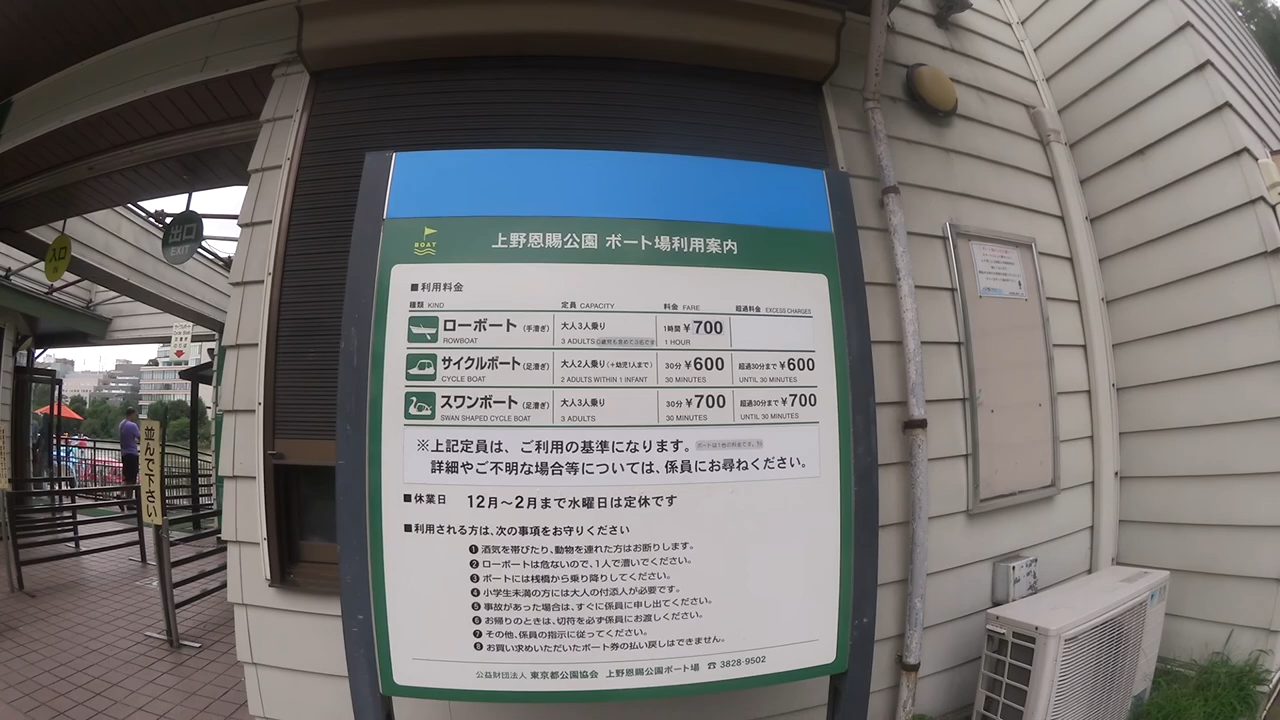 入口
出口
EXIT
並んで下さい
BOAT
上野恩賜公園 ボート場利用案内
■利用料金
種類 KIND 定員 CAPACITY 料金 FARE 超過料金 EXCESS CHARGES
ローボート (手漕ぎ) 大人3人乗り 1時間 ¥700
ROWBOAT 3 ADULTS 1 HOUR
サイクルボート (足漕ぎ) 大人2人乗り (+幼児1人まで) 30分 ¥600 超過30分まで ¥600
CYCLE BOAT 2 ADULTS WITHIN 1 INFANT 30 MINUTES UNTIL 30 MINUTES
スワンボート (足漕ぎ) 大人3人乗り 30分 ¥700 超過30分まで ¥700
SWAN SHAPED CYCLE BOAT 3 ADULTS 30 MINUTES UNTIL 30 MINUTES
※上記定員は、ご利用の基準になります。
詳細やご不明な場合等については、係員にお尋ねください。
■休業日 12月~2月まで水曜日は定休です
■利用される方は、次の事項をお守りください
❶ 酒気を帯びたり、動物を連れた方はお断りします。
❷ ローボートは危ないので、1人で漕いでください。
❸ ボートには桟橋から乗り降りしてください。
❹ 小学生未満の方には大人の付添人が必要です。
❺ 事故があった場合は、すぐに係員に申し出てください。
❻ お帰りのときは、切符を必ず係員にお渡しください。
❼ その他、係員の指示に従ってください。
❽ お買い求めいただいたボート券の払い戻しはできません。
公益財団法人 東京都公園協会 上野恩賜公園ボート場 ☎ 3828-9502